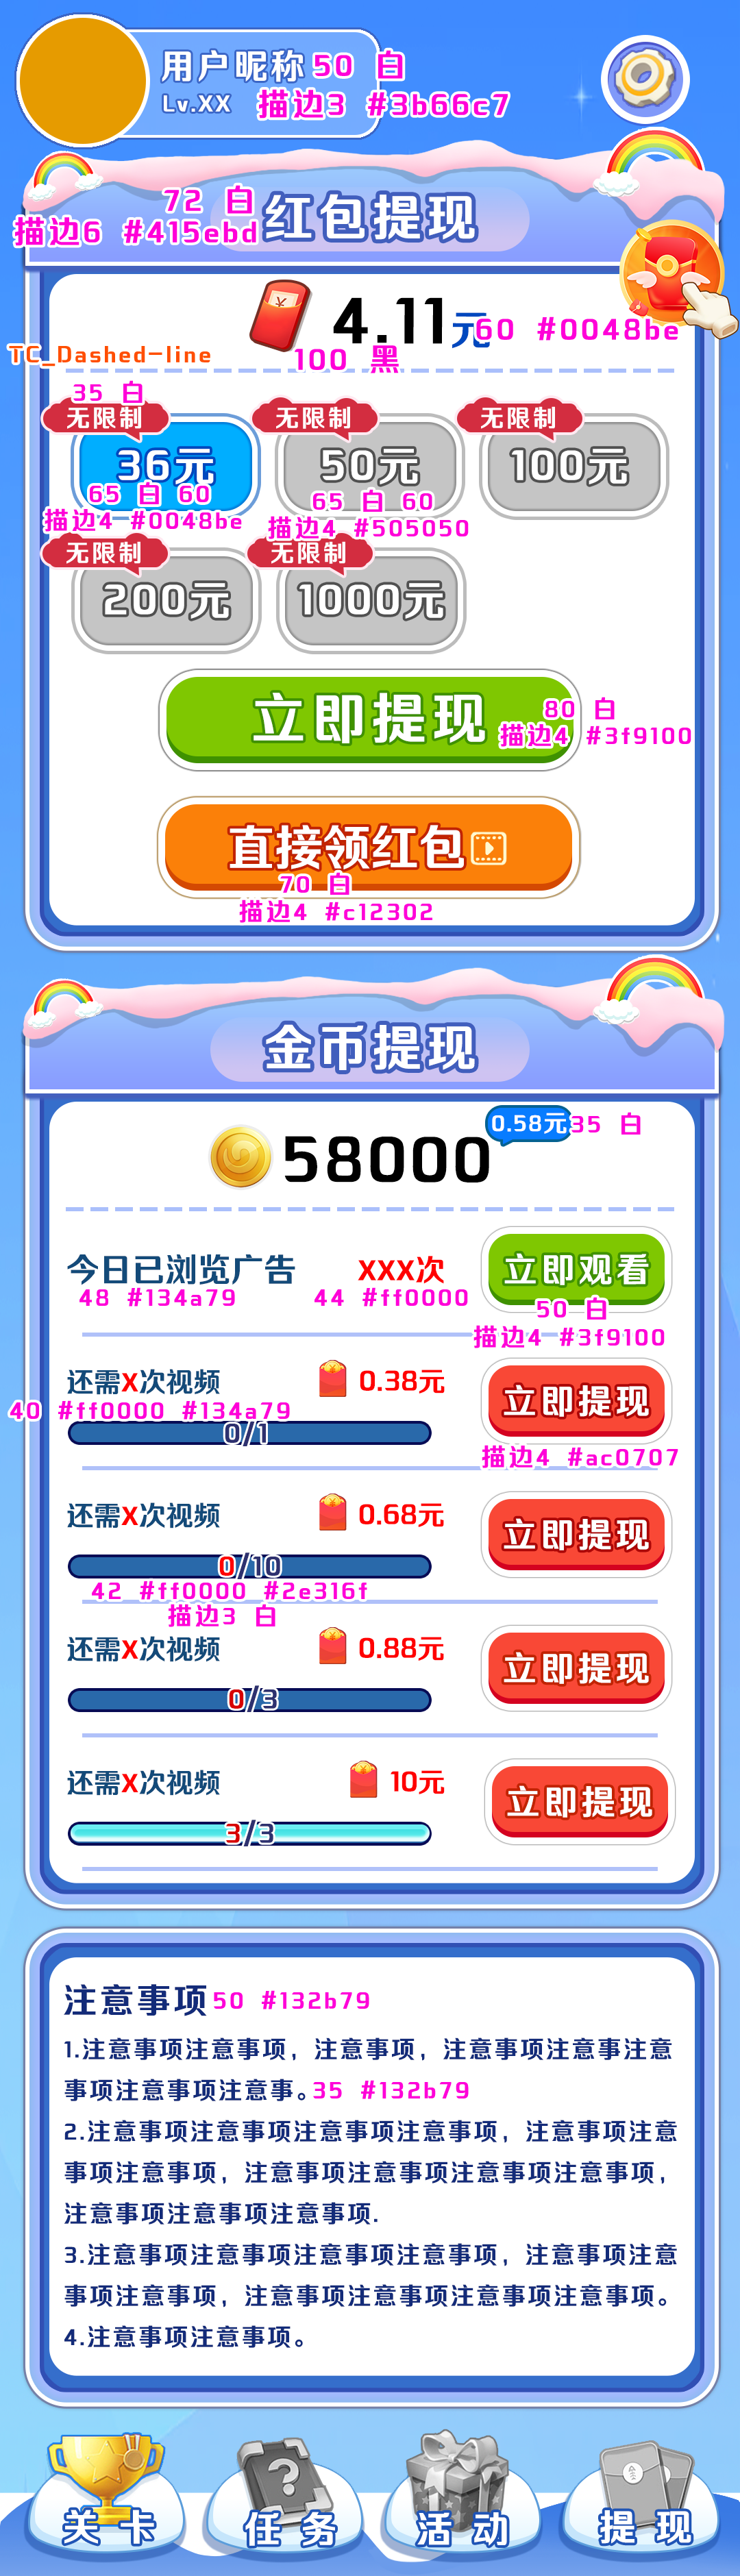 用户昵称 50 白
Lv.XX 描边3 #3b66c7
72 白
描边6 #415ebd
红包提现
¥
4.11元 60 #0048be
100 黑
TC_Dashed-line
35 白
无限制 无限制 无限制
36元 50元 100元
65 白 60 65 白 60
描边4 #0048be 描边4 #505050
无限制 无限制
200元 1000元
立即提现 80 白
描边4 #3f9100
直接领红包
70 白
描边4 #c12302
金币提现
58000 0.58元 35 白
今日已浏览广告 XXX次 立即观看
48 #134a79 44 #ff0000 50 白
描边4 #3f9100
还需X次视频 0.38元 立即提现
40 #ff0000 #134a79
0/1
描边4 #ac0707
还需X次视频 0.68元 立即提现
0/10
42 #ff0000 #2e316f
描边3 白
还需X次视频 0.88元 立即提现
0/3
还需X次视频 10元 立即提现
3/3
注意事项 50 #132b79
1.注意事项注意事项，注意事项，注意事项注意事注意
事项注意事项注意事。35 #132b79
2.注意事项注意事项注意事项注意事项，注意事项注意
事项注意事项，注意事项注意事项注意事项注意事项，
注意事项注意事项注意事项.
3.注意事项注意事项注意事项注意事项，注意事项注意
事项注意事项，注意事项注意事项注意事项注意事项。
4.注意事项注意事项。
?
关卡 任务 活动 提现